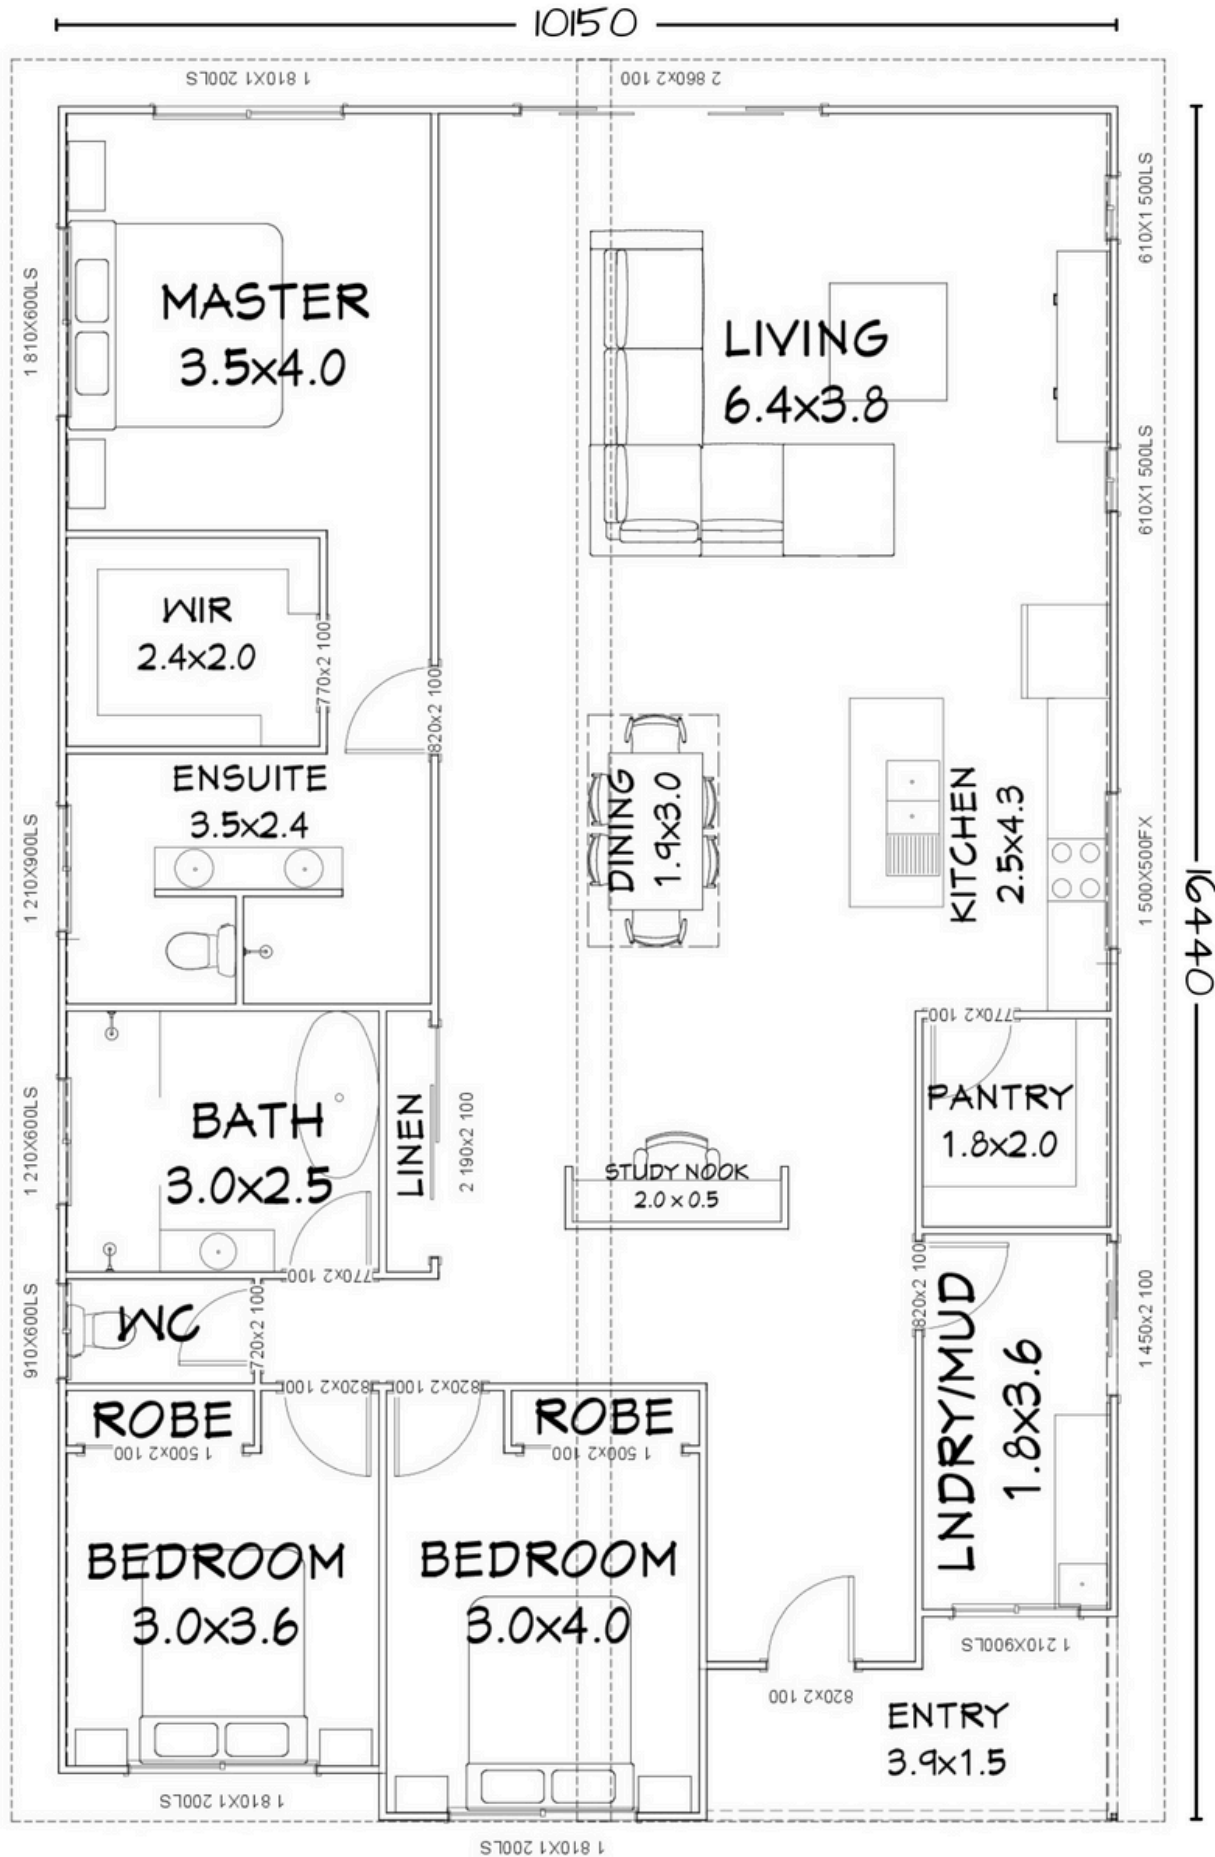 10150
1 810X1 200LS
2 860x2 100
610X1 500LS
1 810X600LS
MASTER
3.5x4.0
LIVING
6.4x3.8
610X1 500LS
WIR
2.4x2.0
770x2 100
820x2 100
ENSUITE
3.5x2.4
1 210X900LS
DINING
1.9x3.0
KITCHEN
2.5x4.3
1 500X500FX
16440
770x2 100
PANTRY
1.8x2.0
1 210X600LS
BATH
3.0x2.5
LINEN
2 190x2 100
STUDY NOOK
2.0 x 0.5
770x2 100
910X600LS
WC
720x2 100
820x2 100
LNDRY/MUD
1.8x3.6
1 450x2 100
820x2 100
820x2 100
ROBE
1 500x2 100
ROBE
1 500x2 100
BEDROOM
3.0x3.6
BEDROOM
3.0x4.0
1 210X900LS
820x2 100
ENTRY
3.9x1.5
1 810X1 200LS
1 810X1 200LS